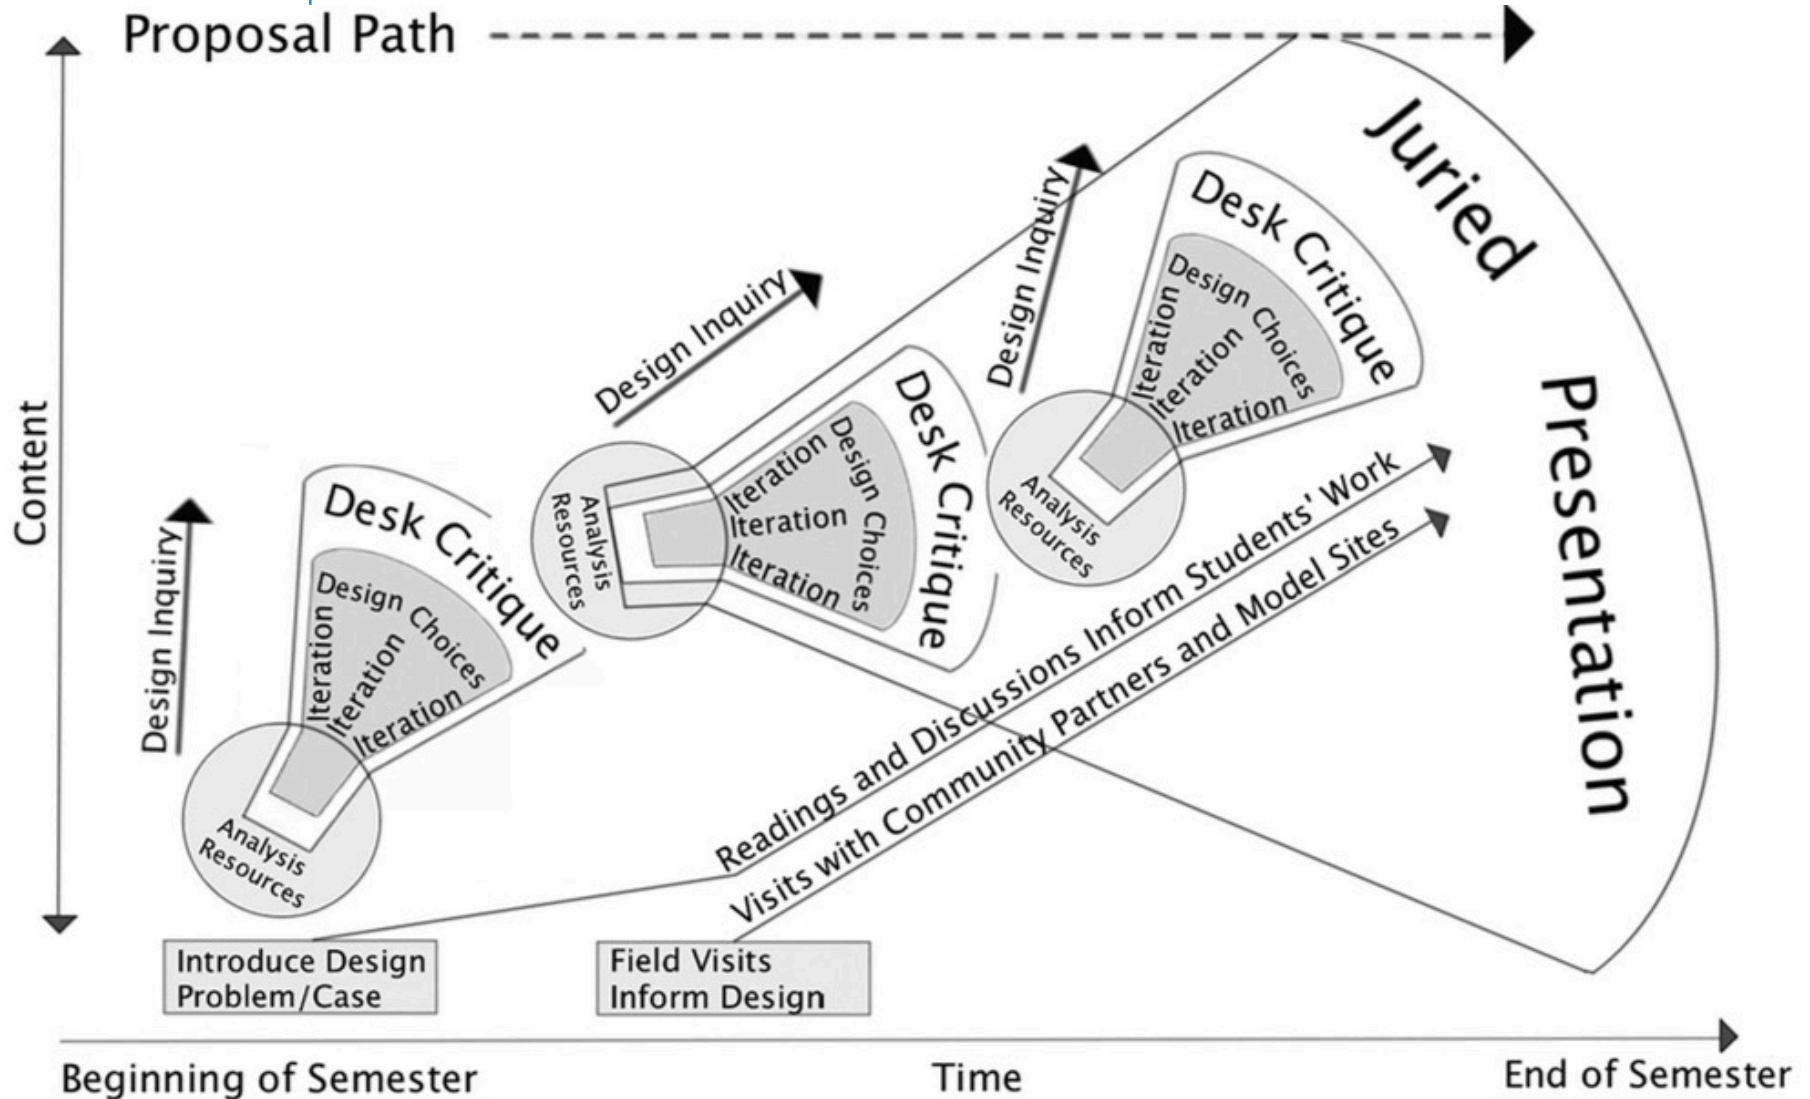 Proposal Path
Content
Juried
Presentation
Design Inquiry
Desk Critique
Design Choices
Iteration
Iteration
Iteration
Analysis
Resources
Design Inquiry
Desk Critique
Design Choices
Iteration
Iteration
Iteration
Analysis
Resources
Design Inquiry
Desk Critique
Design Choices
Iteration
Iteration
Iteration
Analysis
Resources
Readings and Discussions Inform Students' Work
Visits with Community Partners and Model Sites
Introduce Design
Problem/Case
Field Visits
Inform Design
Beginning of Semester
Time
End of Semester